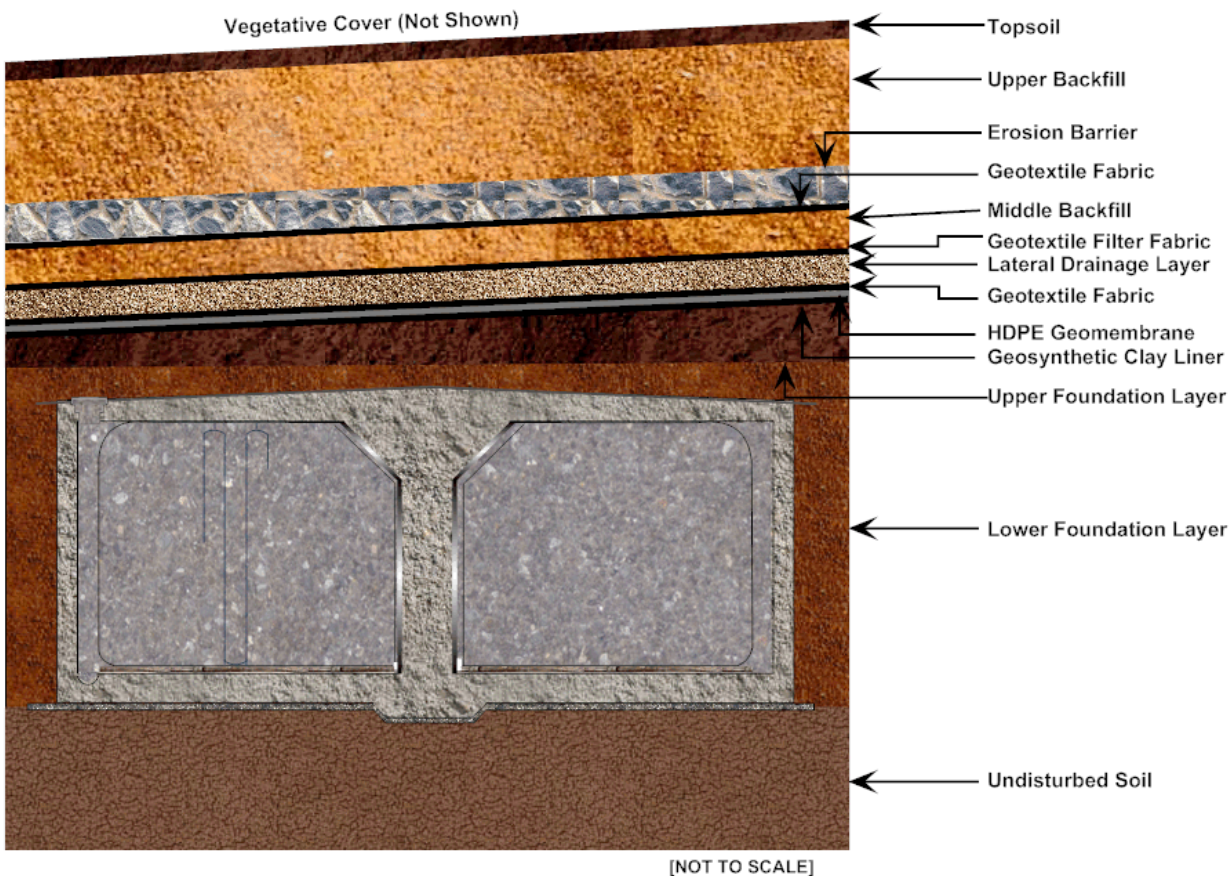 Vegetative Cover (Not Shown)
Topsoil
Upper Backfill
Erosion Barrier
Geotextile Fabric
Middle Backfill
Geotextile Filter Fabric
Lateral Drainage Layer
Geotextile Fabric
HDPE Geomembrane
Geosynthetic Clay Liner
Upper Foundation Layer
Lower Foundation Layer
Undisturbed Soil
[NOT TO SCALE]